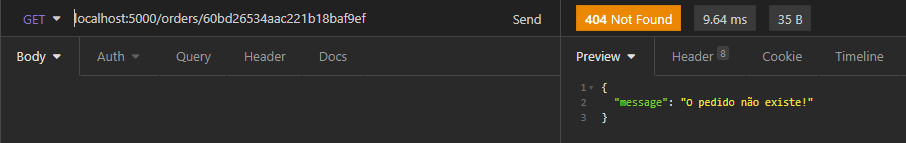 GET localhost:5000/orders/60bd26534aac221b18baf9ef Send
404 Not Found 9.64 ms 35 B
Body Auth Query Header Docs
Preview Header 8 Cookie Timeline
1 {
2 "message": "O pedido não existe!"
3 }